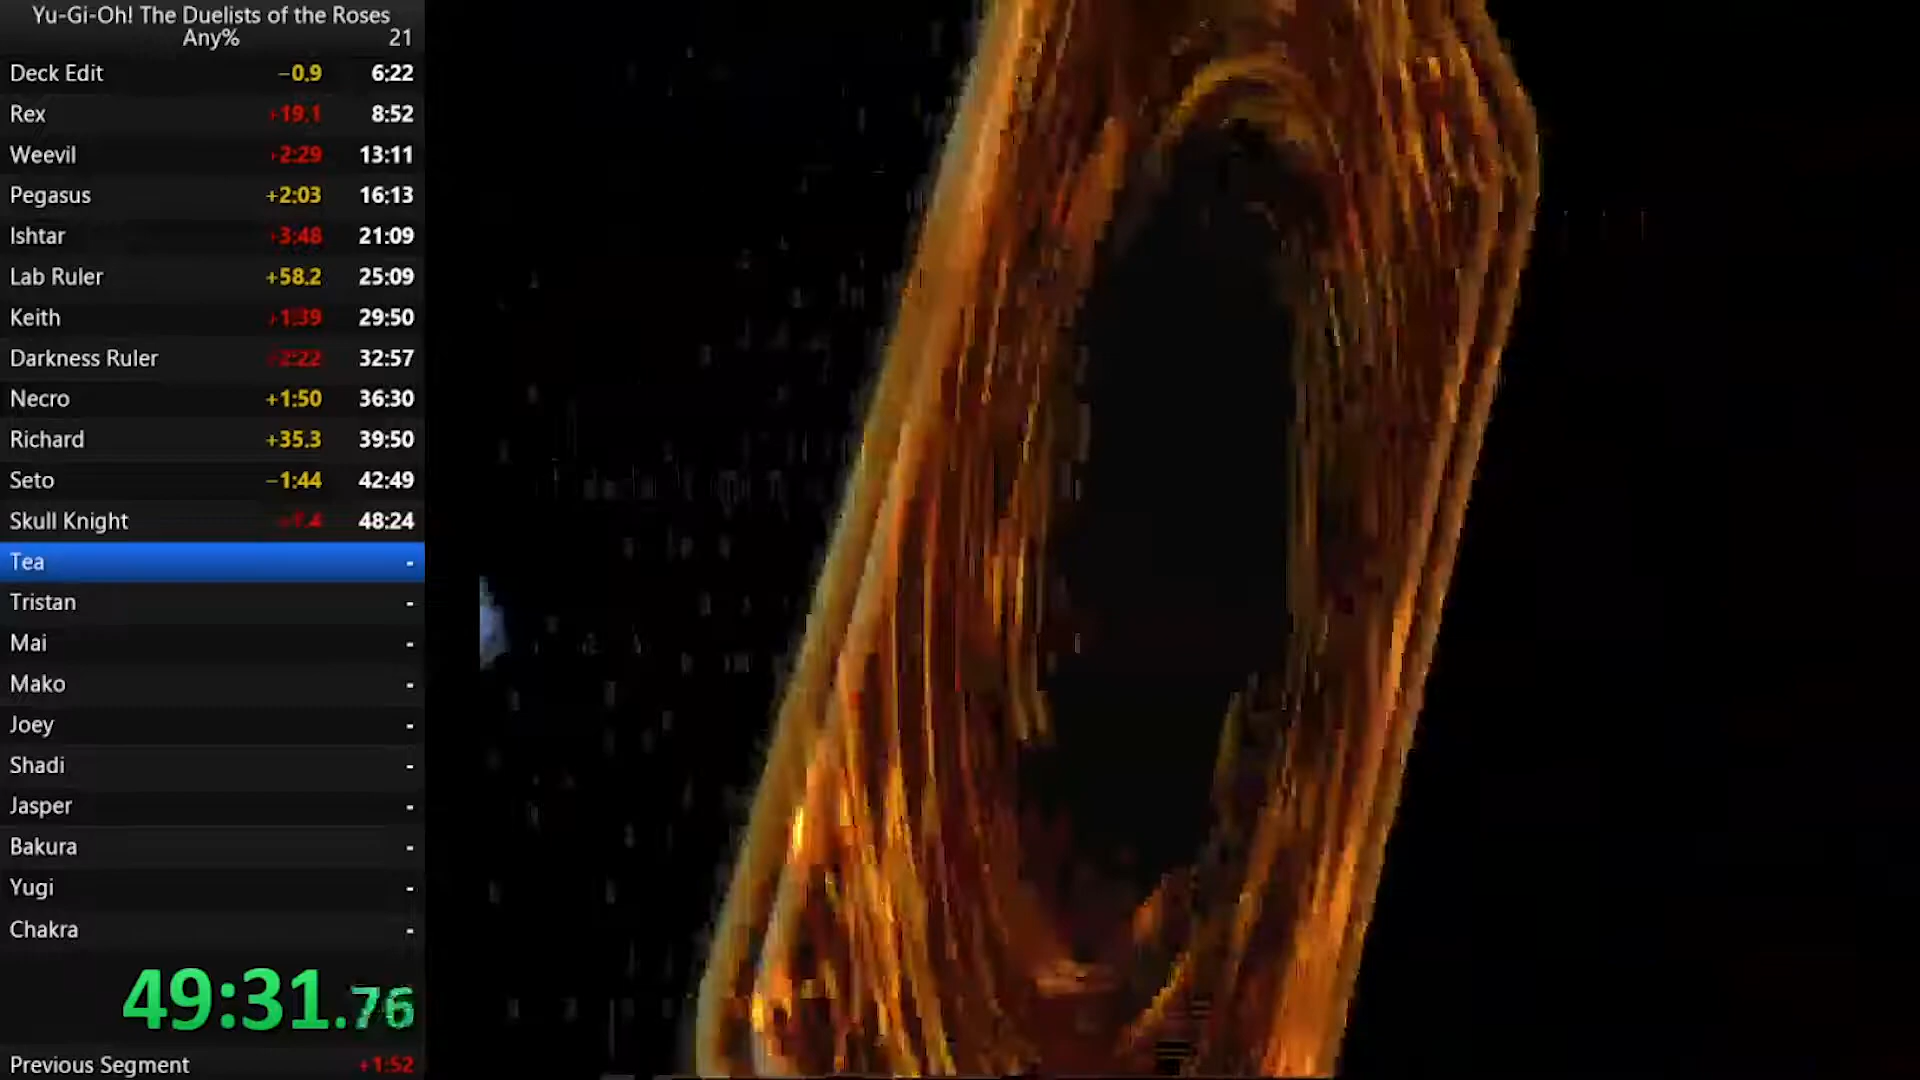 Yu-Gi-Oh! The Duelists of the Roses
Any% 21
Deck Edit −0.9 6:22
Rex +19.1 8:52
Weevil +2:29 13:11
Pegasus +2:03 16:13
Ishtar +3:48 21:09
Lab Ruler +58.2 25:09
Keith +1:39 29:50
Darkness Ruler +2:22 32:57
Necro +1:50 36:30
Richard +35.3 39:50
Seto −1:44 42:49
Skull Knight 48:24
Tea -
Tristan -
Mai -
Mako -
Joey -
Shadi -
Jasper -
Bakura -
Yugi -
Chakra -
49:31.76
Previous Segment +1:52